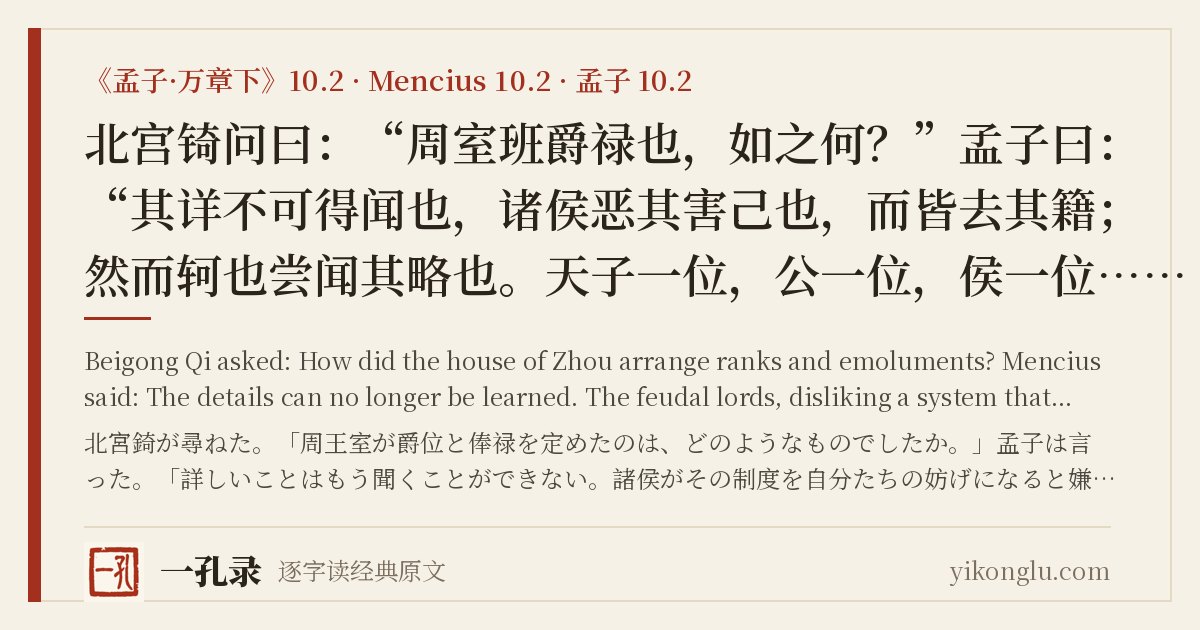 《孟子·万章下》10.2 · Mencius 10.2 · 孟子 10.2
北宫锜问曰：“周室班爵禄也，如之何？”孟子曰：
“其详不可得闻也，诸侯恶其害己也，而皆去其籍；
然而轲也尝闻其略也。天子一位，公一位，侯一位……
Beigong Qi asked: How did the house of Zhou arrange ranks and emoluments? Mencius
said: The details can no longer be learned. The feudal lords, disliking a system that...
北宮錡が尋ねた。「周王室が爵位と俸禄を定めたのは、どのようなものでしたか。」孟子は言
った。「詳しいことはもう聞くことができない。諸侯がその制度を自分たちの妨げになると嫌…
一孔
一孔录 逐字读经典原文
yikonglu.com